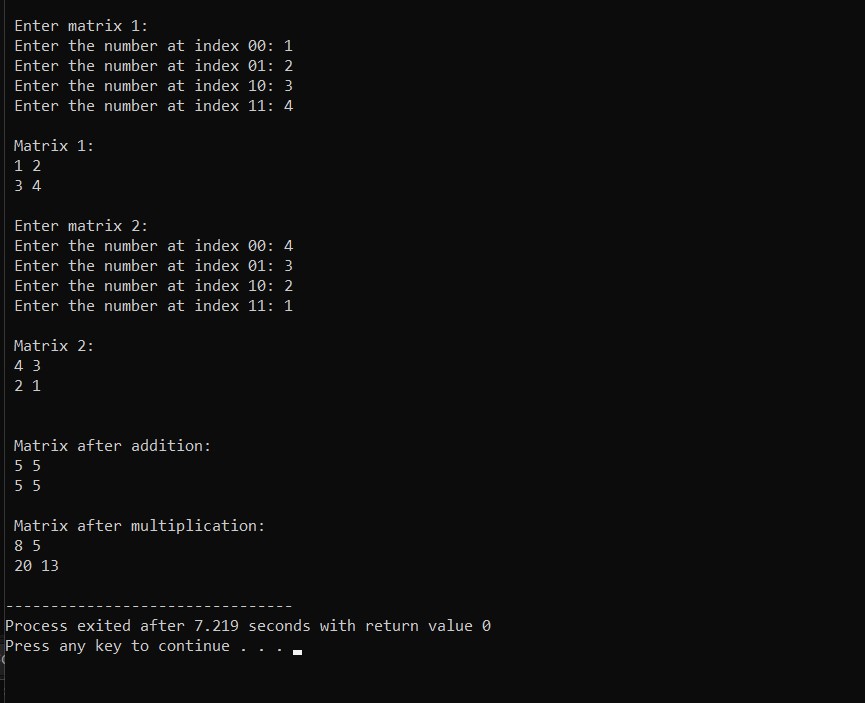 Enter matrix 1:
Enter the number at index 00: 1
Enter the number at index 01: 2
Enter the number at index 10: 3
Enter the number at index 11: 4
Matrix 1:
1 2
3 4
Enter matrix 2:
Enter the number at index 00: 4
Enter the number at index 01: 3
Enter the number at index 10: 2
Enter the number at index 11: 1
Matrix 2:
4 3
2 1
Matrix after addition:
5 5
5 5
Matrix after multiplication:
8 5
20 13
--------------------------------
Process exited after 7.219 seconds with return value 0
Press any key to continue . . .